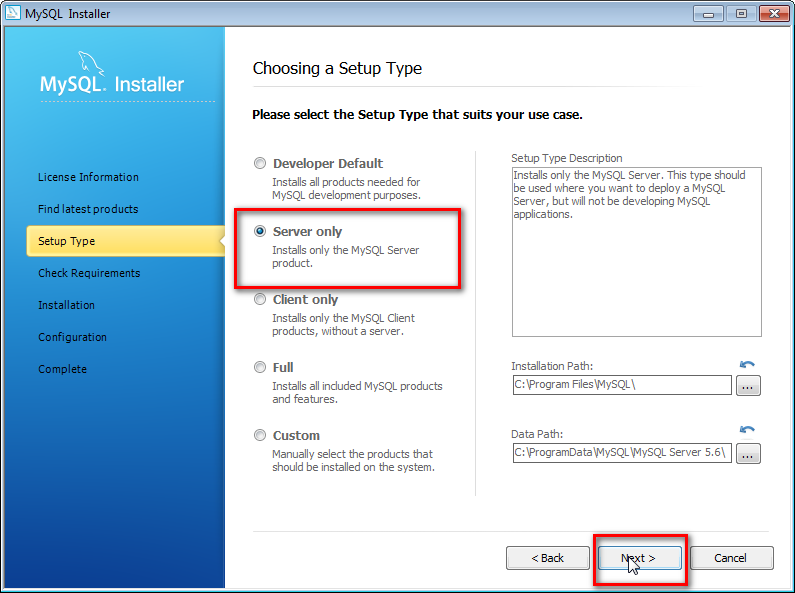 MySQL Installer
MySQL. Installer
License Information
Find latest products
Setup Type
Check Requirements
Installation
Configuration
Complete
Choosing a Setup Type
Please select the Setup Type that suits your use case.
Developer Default
Installs all products needed for
MySQL development purposes.
Server only
Installs only the MySQL Server
product.
Client only
Installs only the MySQL Client
products, without a server.
Full
Installs all included MySQL products
and features.
Custom
Manually select the products that
should be installed on the system.
Setup Type Description
Installs only the MySQL Server. This type should
be used where you want to deploy a MySQL
Server, but will not be developing MySQL
applications.
Installation Path:
C:\Program Files\MySQL\
...
Data Path:
C:\ProgramData\MySQL\MySQL Server 5.6\
...
< Back
Next >
Cancel